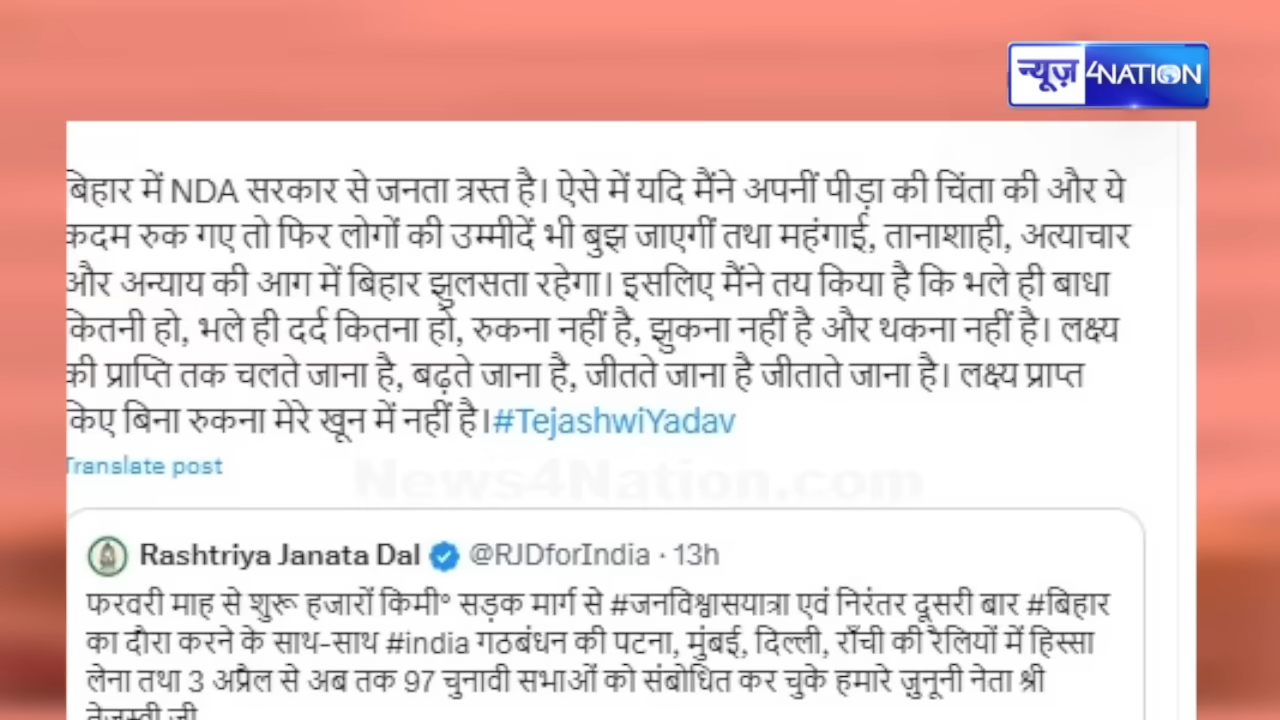 न्यूज़ 4NATION
बिहार में NDA सरकार से जनता त्रस्त है। ऐसे में यदि मैंने अपनीं पीड़ा की चिंता की और ये
कदम रुक गए तो फिर लोगों की उम्मीदें भी बुझ जाएगीं तथा महंगाई, तानाशाही, अत्याचार
और अन्याय की आग में बिहार झुलसता रहेगा। इसलिए मैंने तय किया है कि भले ही बाधा
कितनी हो, भले ही दर्द कितना हो, रुकना नहीं है, झुकना नहीं है और थकना नहीं है। लक्ष्य
की प्राप्ति तक चलते जाना है, बढ़ते जाना है, जीतते जाना है जीताते जाना है। लक्ष्य प्राप्त
किए बिना रुकना मेरे खून में नहीं है।#TejashwiYadav
Translate post
News4Nation.com
Rashtriya Janata Dal @RJDforIndia · 13h
फरवरी माह से शुरू हजारों किमी° सड़क मार्ग से #जनविश्वासयात्रा एवं निरंतर दूसरी बार #बिहार
का दौरा करने के साथ-साथ #india गठबंधन की पटना, मुंबई, दिल्ली, राँची की रैलियों में हिस्सा
लेना तथा 3 अप्रैल से अब तक 97 चुनावी सभाओं को संबोधित कर चुके हमारे ज़ुनूनी नेता श्री
तेजस्वी जी